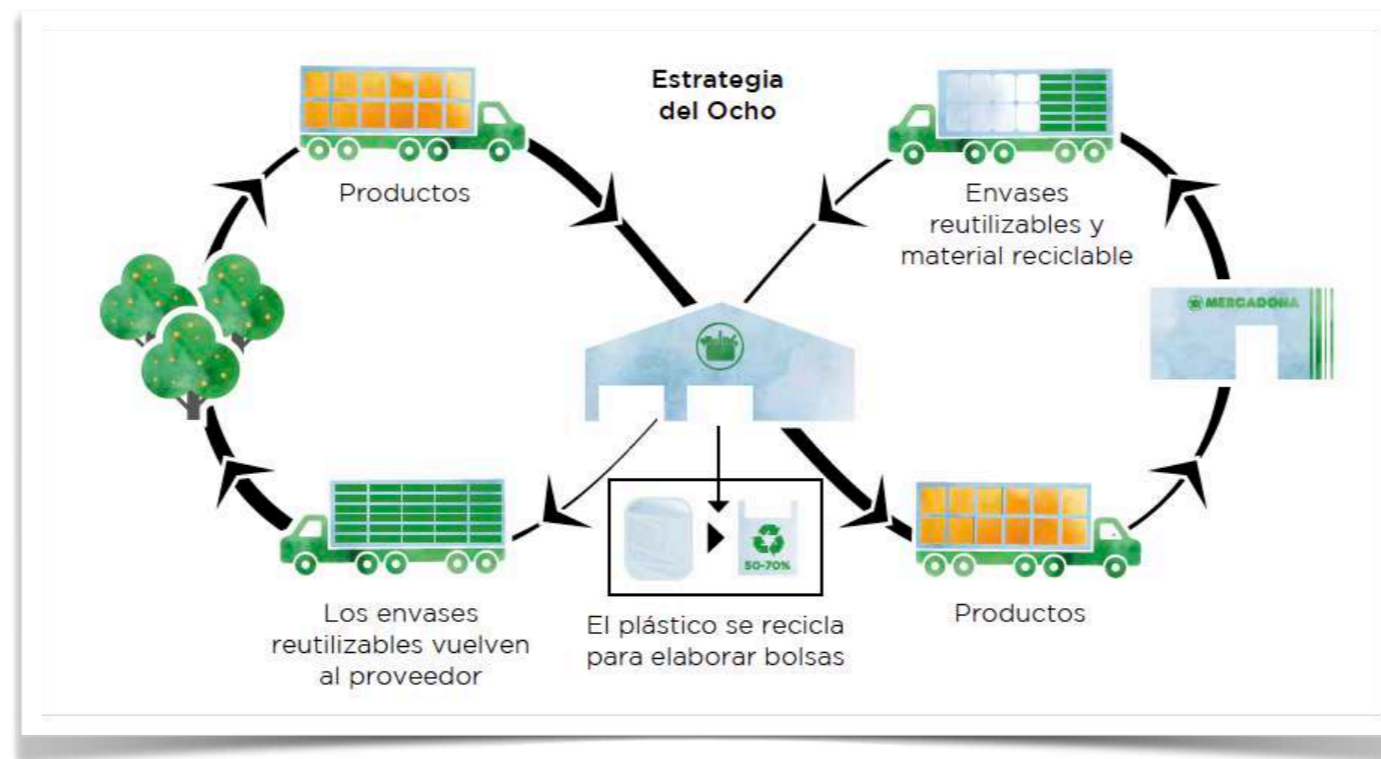 Estrategia
del Ocho
Productos
Envases
reutilizables y
material reciclable
MERCADONA
50-70%
Los envases
reutilizables vuelven
al proveedor
El plástico se recicla
para elaborar bolsas
Productos